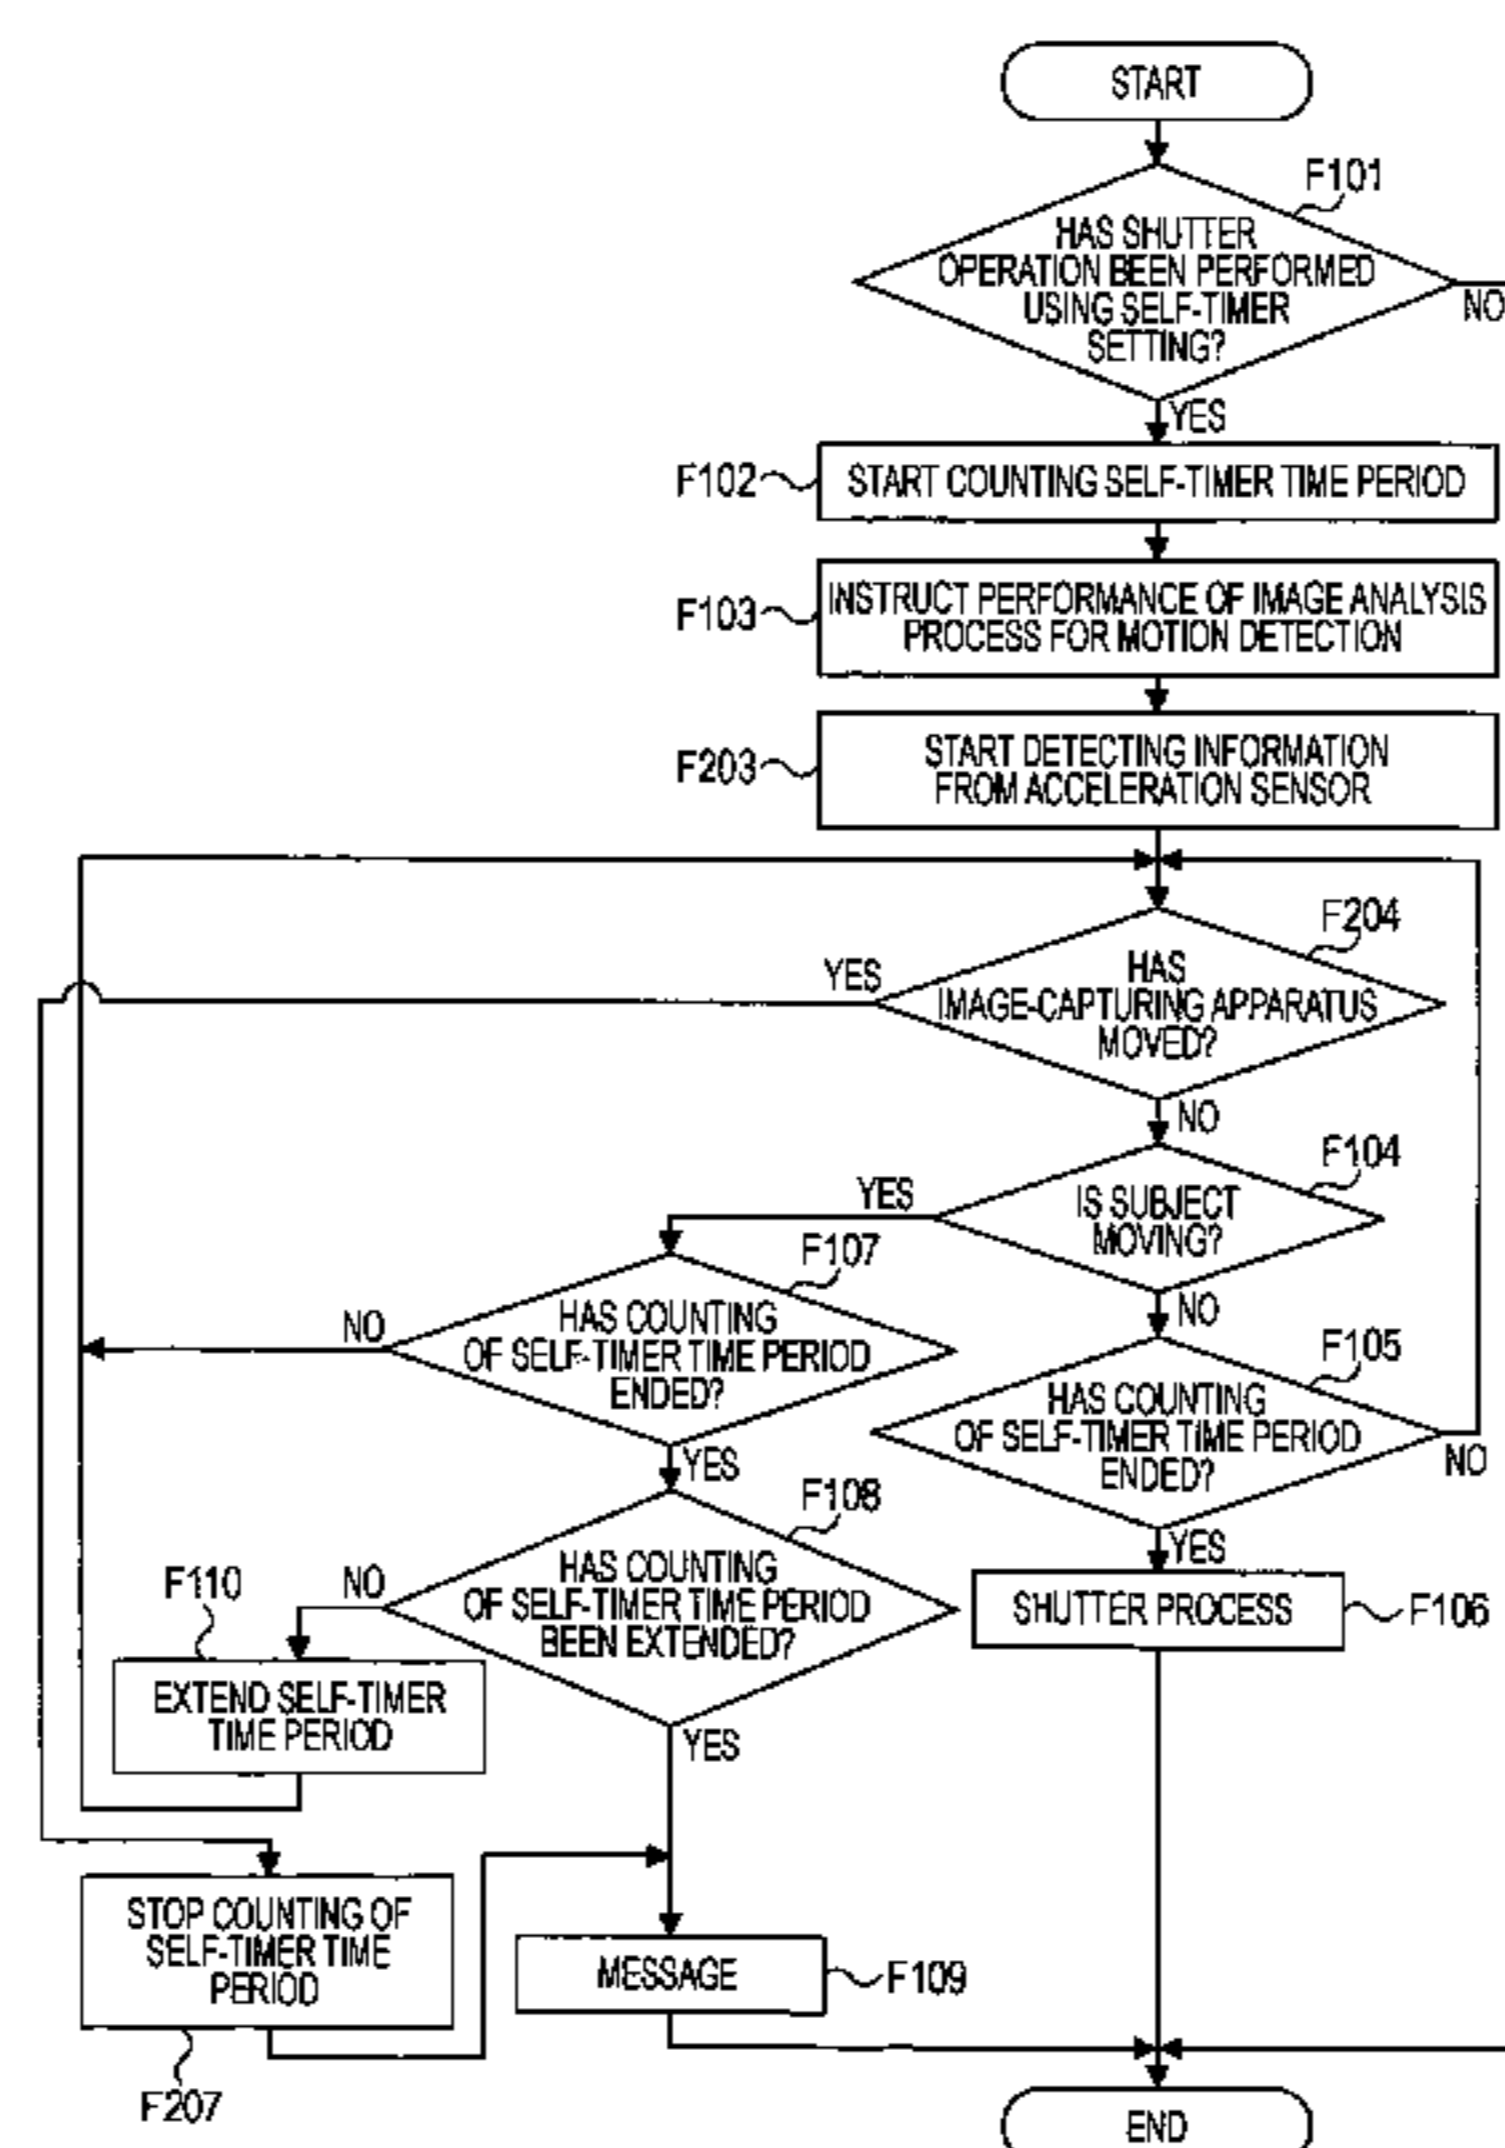 START
F101
HAS SHUTTER
OPERATION BEEN PERFORMED
USING SELF-TIMER
SETTING?
NO
YES
F102
START COUNTING SELF-TIMER TIME PERIOD
F103
INSTRUCT PERFORMANCE OF IMAGE ANALYSIS
PROCESS FOR MOTION DETECTION
F203
START DETECTING INFORMATION
FROM ACCELERATION SENSOR
F204
YES
HAS
IMAGE-CAPTURING APPARATUS
MOVED?
NO
F104
YES
IS SUBJECT
MOVING?
NO
F107
NO
HAS COUNTING
OF SELF-TIMER TIME PERIOD
ENDED?
YES
F105
HAS COUNTING
OF SELF-TIMER TIME PERIOD
ENDED?
NO
YES
F108
NO
HAS COUNTING
OF SELF-TIMER TIME PERIOD
BEEN EXTENDED?
YES
SHUTTER PROCESS
F106
F110
EXTEND SELF-TIMER
TIME PERIOD
STOP COUNTING OF
SELF-TIMER TIME
PERIOD
F207
MESSAGE
F109
END